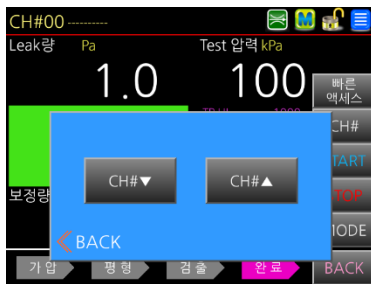 CH#00 ----------
M
Leak량 Pa Test 압력 kPa
1.0 100
빠른
액세스
CH#
START
CH#▼ CH#▲
보정량
STOP
MODE
BACK
가압 평형 검출 완료 BACK